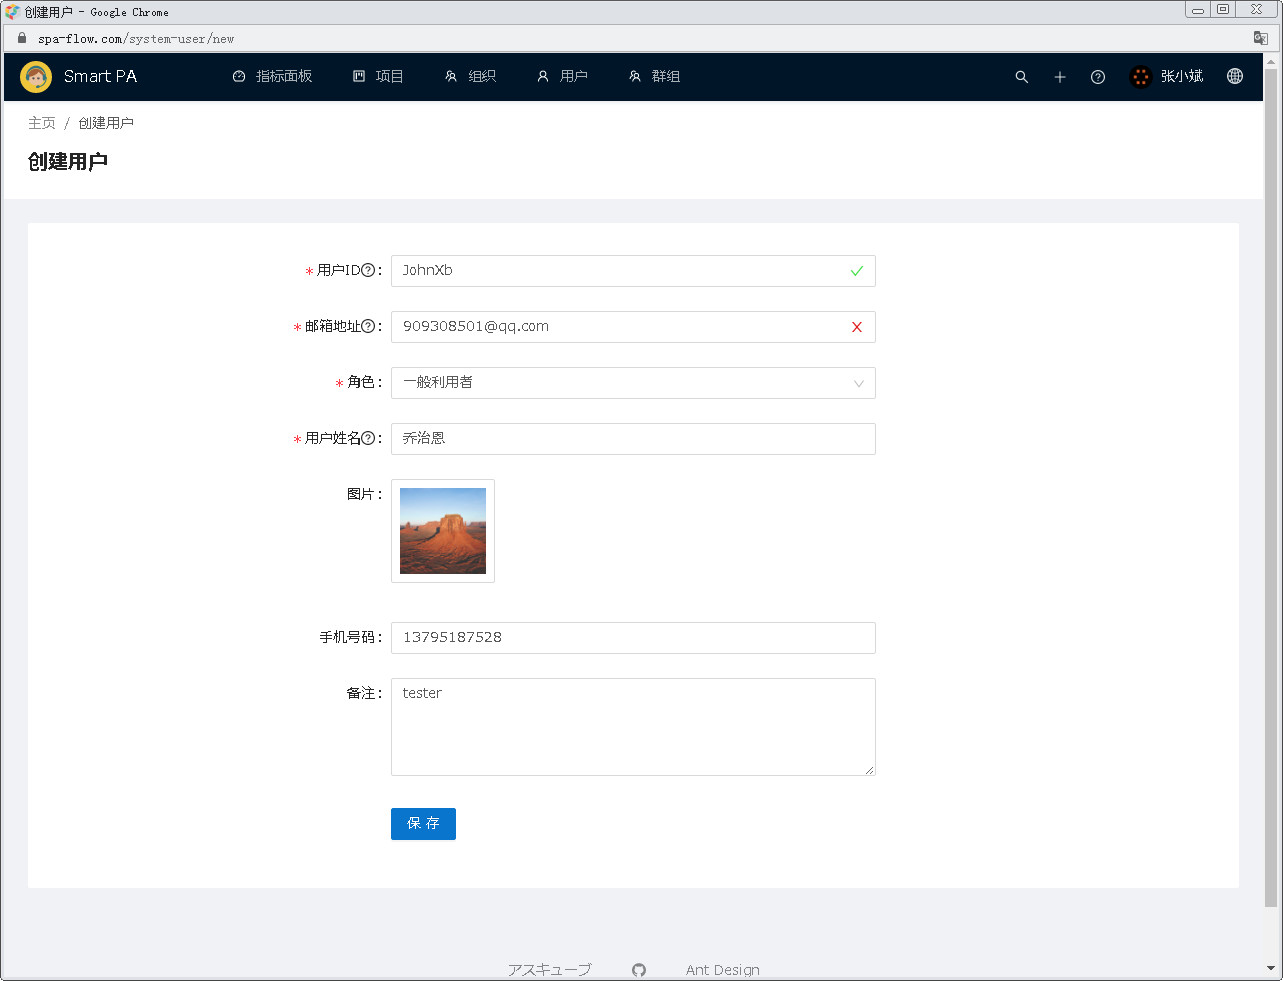 创建用户 - Google Chrome
spa-flow.com/system-user/new
Smart PA 指标面板 项目 组织 用户 群组 张小斌
主页 / 创建用户
创建用户
* 用户ID: JohnXb
* 邮箱地址: 909308501@qq.com
* 角色: 一般利用者
* 用户姓名: 乔治恩
图片:
手机号码: 13795187528
备注: tester
保 存
アスキューブ Ant Design